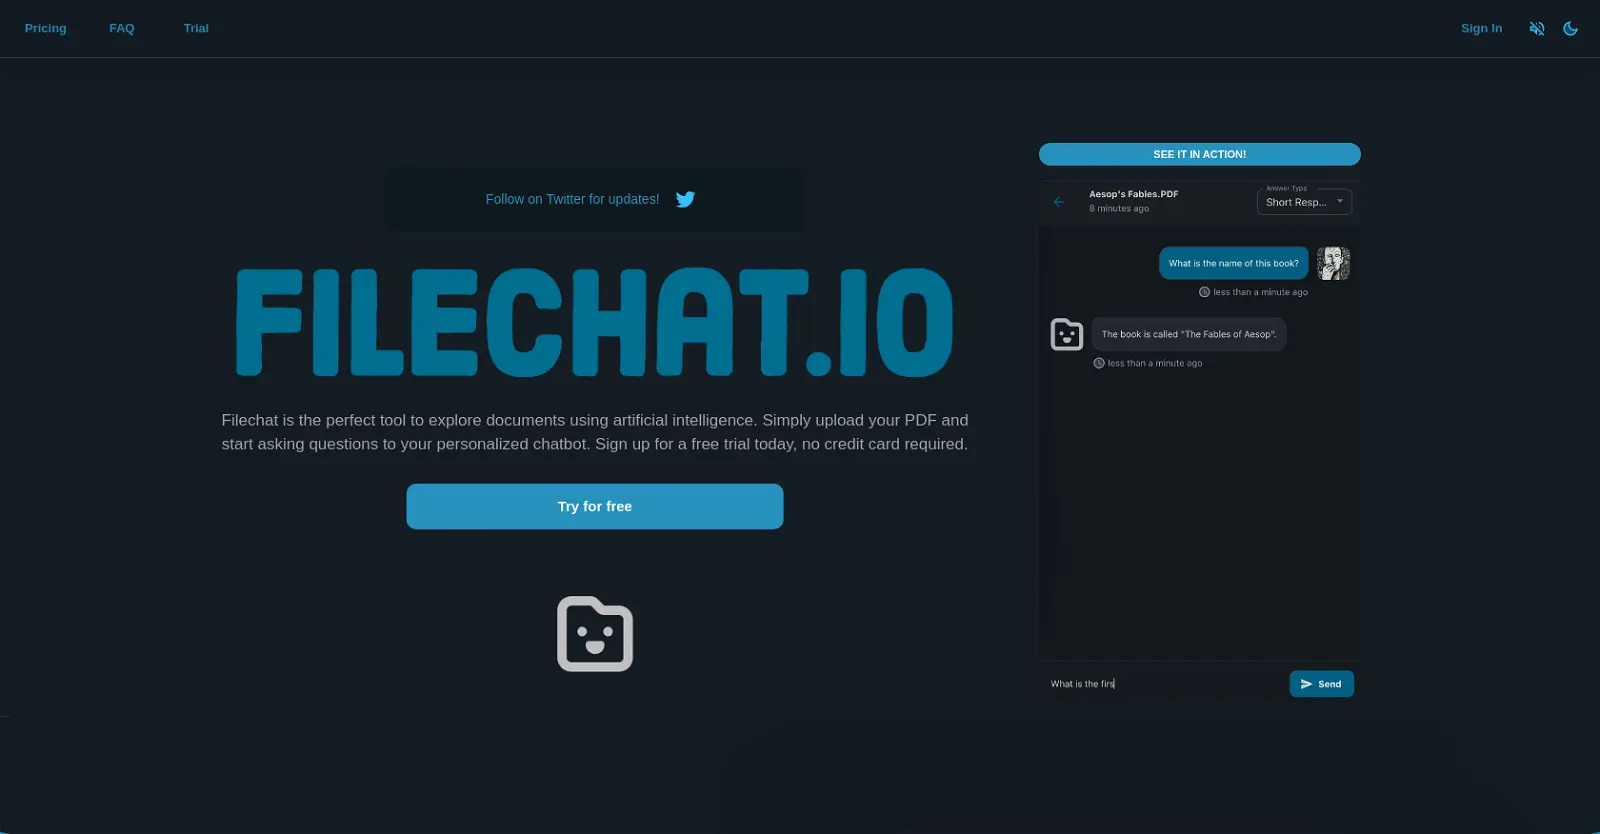 Pricing
FAQ
Trial
Sign In
Follow on Twitter for updates!
FILECHAT.IO
Filechat is the perfect tool to explore documents using artificial intelligence. Simply upload your PDF and
start asking questions to your personalized chatbot. Sign up for a free trial today, no credit card required.
Try for free
SEE IT IN ACTION!
Aesop's Fables.PDF
8 minutes ago
Answer Type
Short Resp...
What is the name of this book?
less than a minute ago
The book is called "The Fables of Aesop".
less than a minute ago
What is the firs
Send